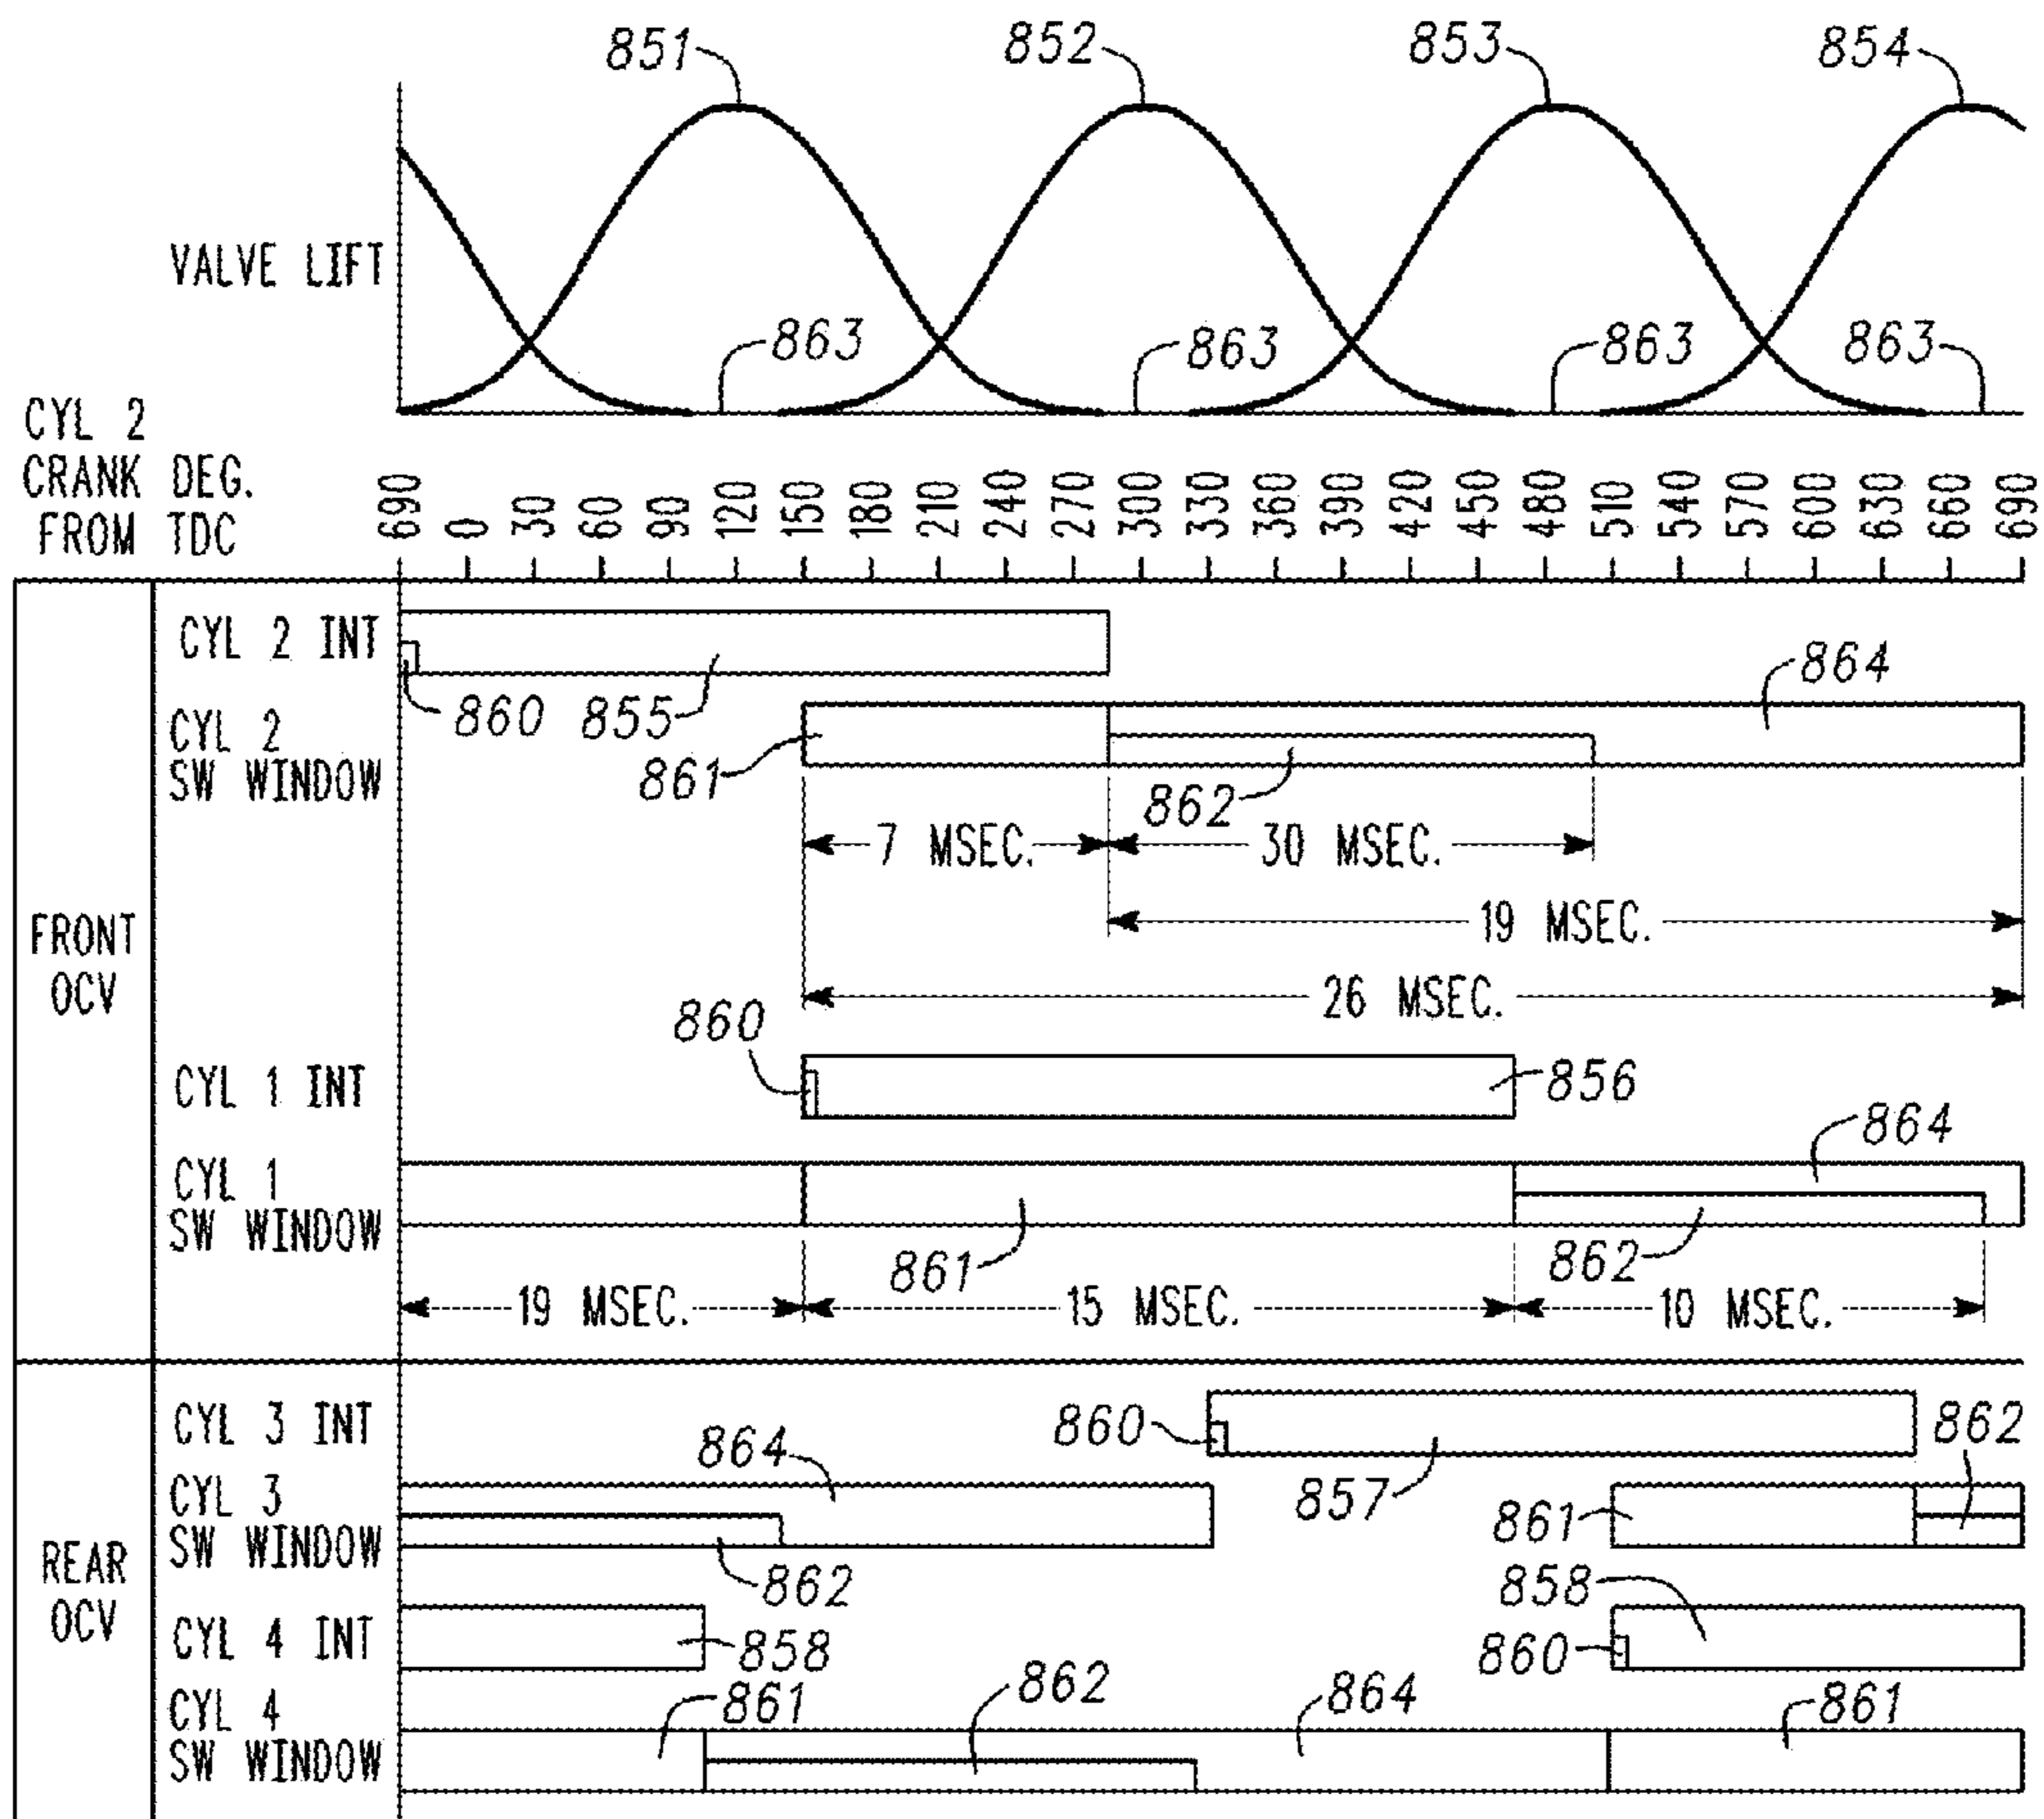 851
852
853
854
VALVE LIFT
863
863
863
863
CYL 2
CRANK DEG.
FROM TDC
690 0 30 60 90 120 150 180 210 240 270 300 330 360 390 420 450 480 510 540 570 600 630 660 690
FRONT
OCV
CYL 2 INT
860
855
864
CYL 2
SW WINDOW
861
862
7 MSEC.
30 MSEC.
19 MSEC.
26 MSEC.
860
CYL 1 INT
856
864
CYL 1
SW WINDOW
861
862
19 MSEC.
15 MSEC.
10 MSEC.
REAR
OCV
CYL 3 INT
860
857
862
864
CYL 3
SW WINDOW
861
862
858
CYL 4 INT
858
860
CYL 4
SW WINDOW
861
862
864
861